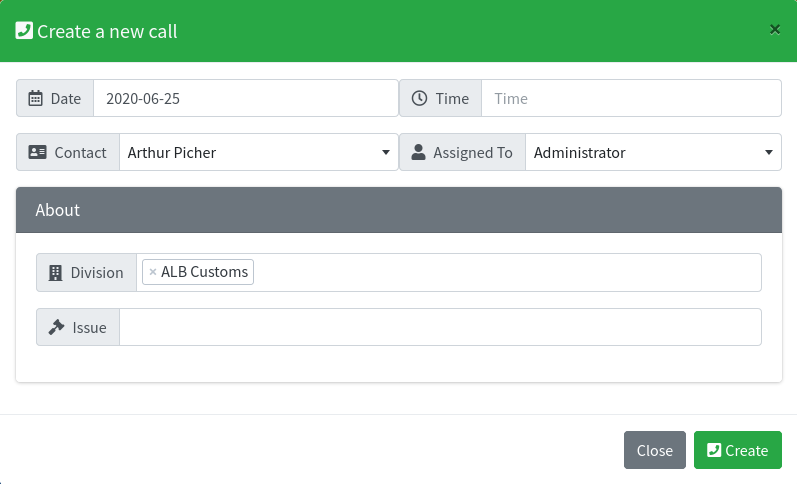 Create a new call ×
Date 2020-06-25 Time Time
Contact Arthur Picher Assigned To Administrator
About
Division × ALB Customs
Issue
Close Create